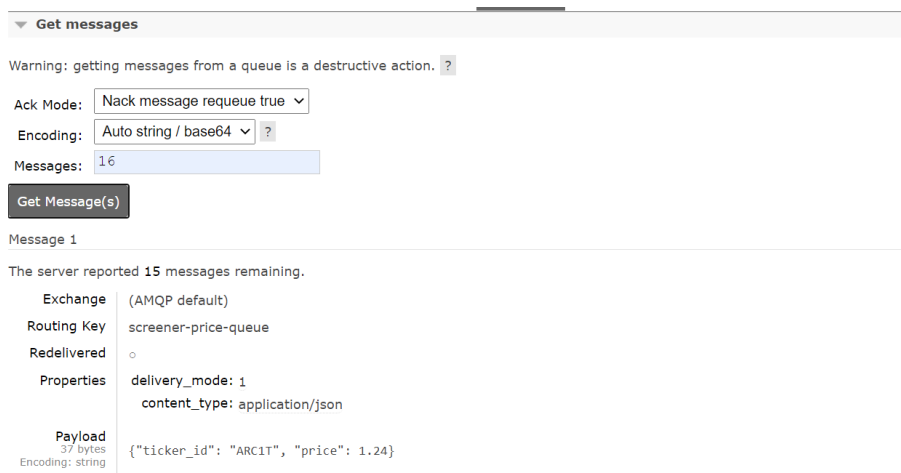 Get messages
Warning: getting messages from a queue is a destructive action. ?
Ack Mode: Nack message requeue true
Encoding: Auto string / base64 ?
Messages: 16
Get Message(s)
Message 1
The server reported 15 messages remaining.
Exchange (AMQP default)
Routing Key screener-price-queue
Redelivered ○
Properties delivery_mode: 1
content_type: application/json
Payload
37 bytes
Encoding: string
{"ticker_id": "ARC1T", "price": 1.24}